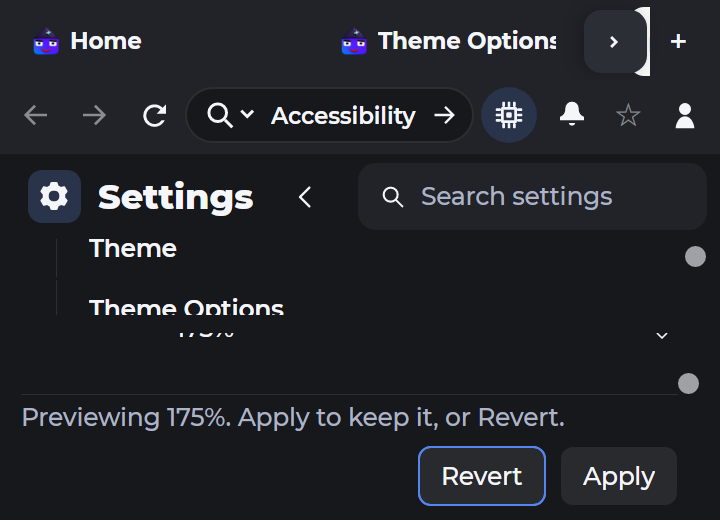 Home
Theme Options
+
Accessibility
Settings
Search settings
Theme
Theme Options
175%
Previewing 175%. Apply to keep it, or Revert.
Revert
Apply